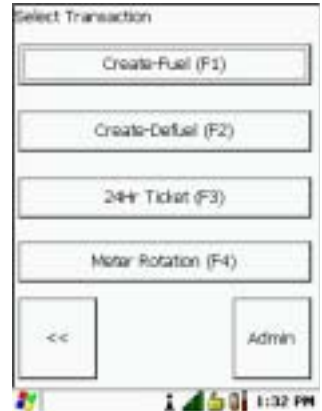 Select Transaction
Create-Fuel (F1)
Create-Defuel (F2)
24Hr Ticket (F3)
Meter Rotation (F4)
<<
Admin
1:32 PM